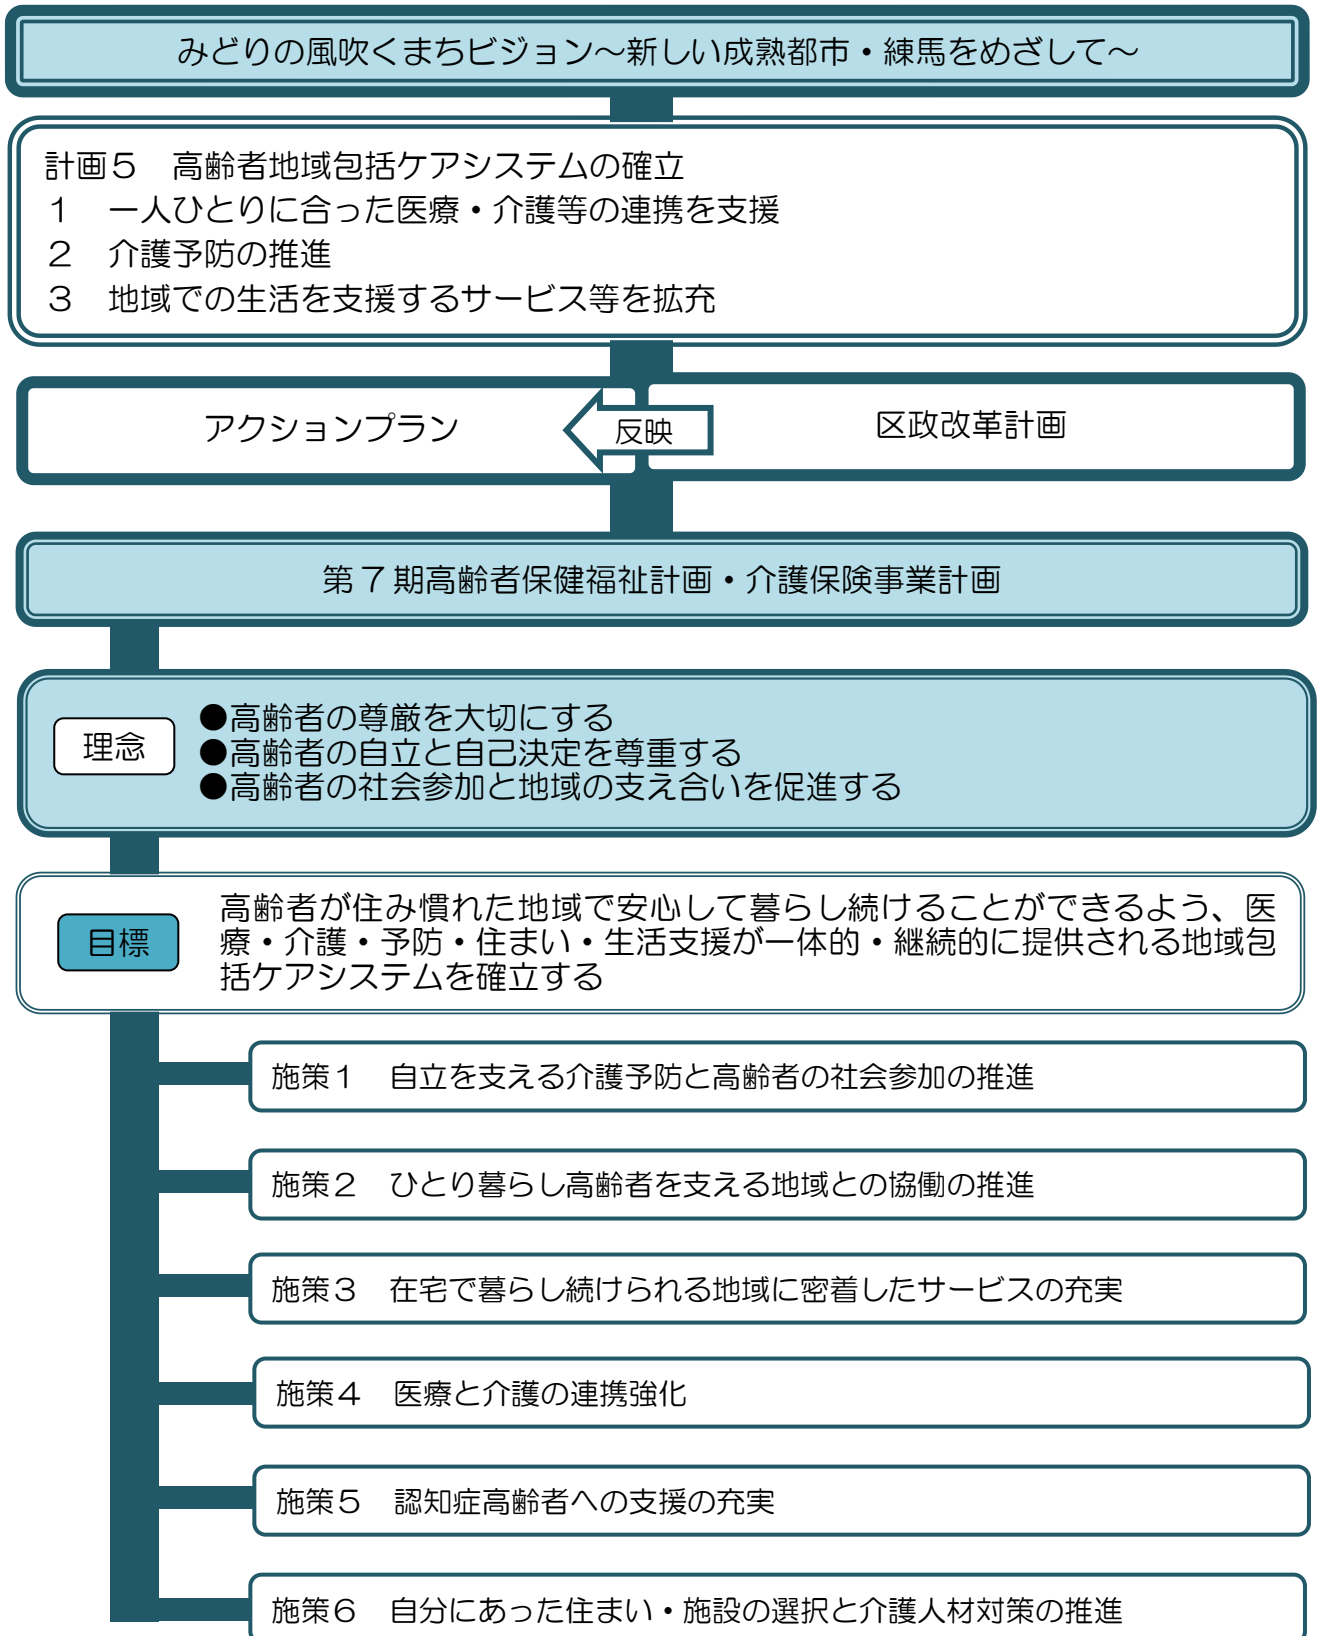 みどりの風吹くまちビジョン～新しい成熟都市・練馬をめざして～
計画５　高齢者地域包括ケアシステムの確立
１　一人ひとりに合った医療・介護等の連携を支援
２　介護予防の推進
３　地域での生活を支援するサービス等を拡充
アクションプラン
反映
区政改革計画
第７期高齢者保健福祉計画・介護保険事業計画
理念
●高齢者の尊厳を大切にする
●高齢者の自立と自己決定を尊重する
●高齢者の社会参加と地域の支え合いを促進する
目標
高齢者が住み慣れた地域で安心して暮らし続けることができるよう、医
療・介護・予防・住まい・生活支援が一体的・継続的に提供される地域包
括ケアシステムを確立する
施策１　自立を支える介護予防と高齢者の社会参加の推進
施策２　ひとり暮らし高齢者を支える地域との協働の推進
施策３　在宅で暮らし続けられる地域に密着したサービスの充実
施策４　医療と介護の連携強化
施策５　認知症高齢者への支援の充実
施策６　自分にあった住まい・施設の選択と介護人材対策の推進